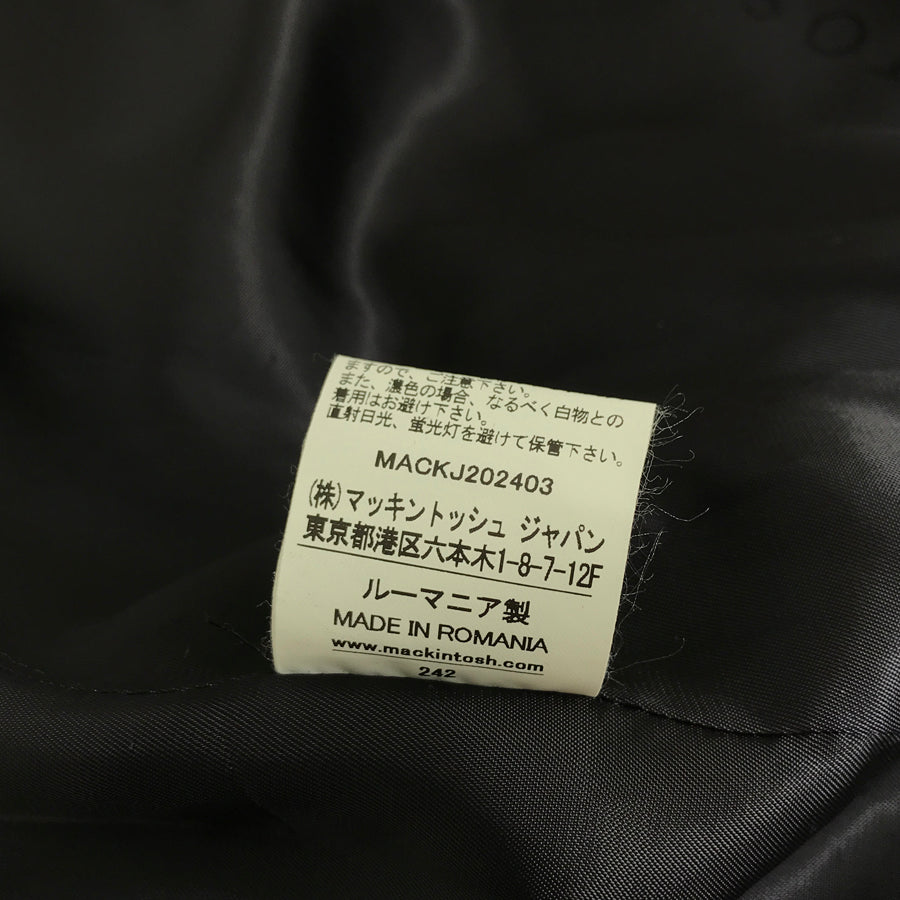 ますので、ご注意下さい。
また、濃色の場合、なるべく白物との
着用はお避け下さい。
直射日光、蛍光灯を避けて保管下さい。
MACKJ202403
(株)マッキントッシュ ジャパン
東京都港区六本木1-8-7-12F
ルーマニア製
MADE IN ROMANIA
www.mackintosh.com
242